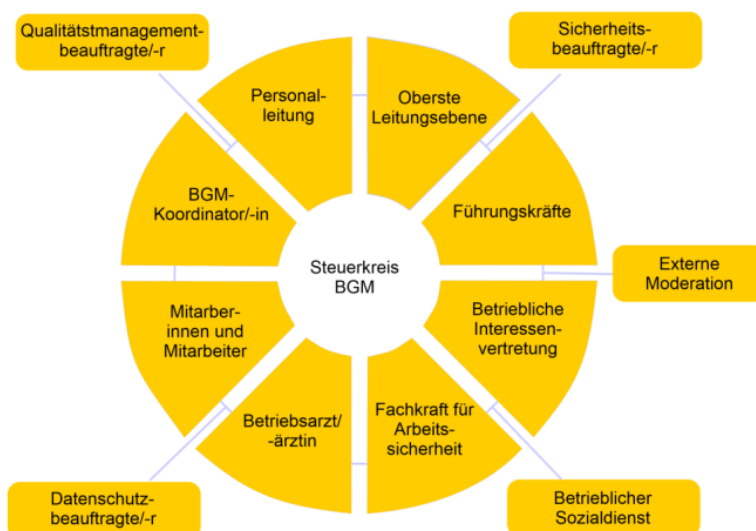 Qualitätstmanagement-
beauftragte/-r
Sicherheits-
beauftragte/-r
Personal-
leitung
Oberste
Leitungsebene
BGM-
Koordinator/-in
Führungskräfte
Steuerkreis
BGM
Externe
Moderation
Mitarber-
innen und
Mitarbeiter
Betriebliche
Interessen-
vertretung
Betriebsarzt/
-ärztin
Fachkraft für
Arbeits-
sicherheit
Datenschutz-
beauftragte/-r
Betrieblicher
Sozialdienst